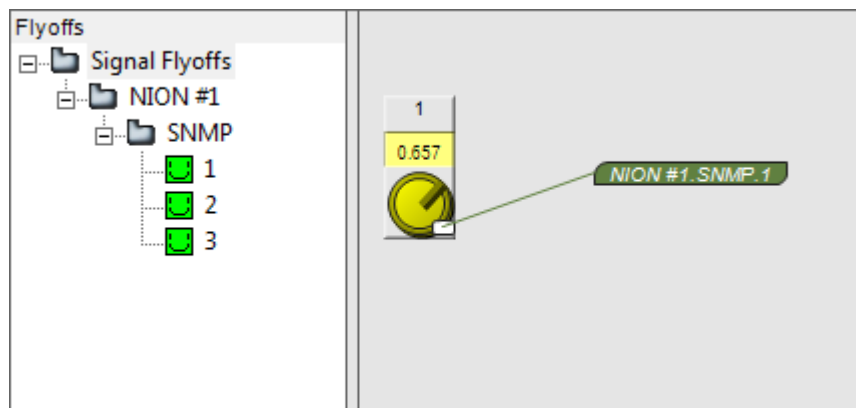 Flyoffs
Signal Flyoffs
NION #1
SNMP
1
2
3
1
0.657
NION #1.SNMP.1